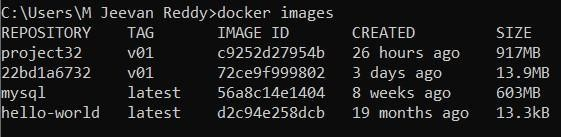 C:\Users\M Jeevan Reddy>docker images
REPOSITORY TAG IMAGE ID CREATED SIZE
project32 v01 c9252d27954b 26 hours ago 917MB
22bd1a6732 v01 72ce9f999802 3 days ago 13.9MB
mysql latest 56a8c14e1404 8 weeks ago 603MB
hello-world latest d2c94e258dcb 19 months ago 13.3kB